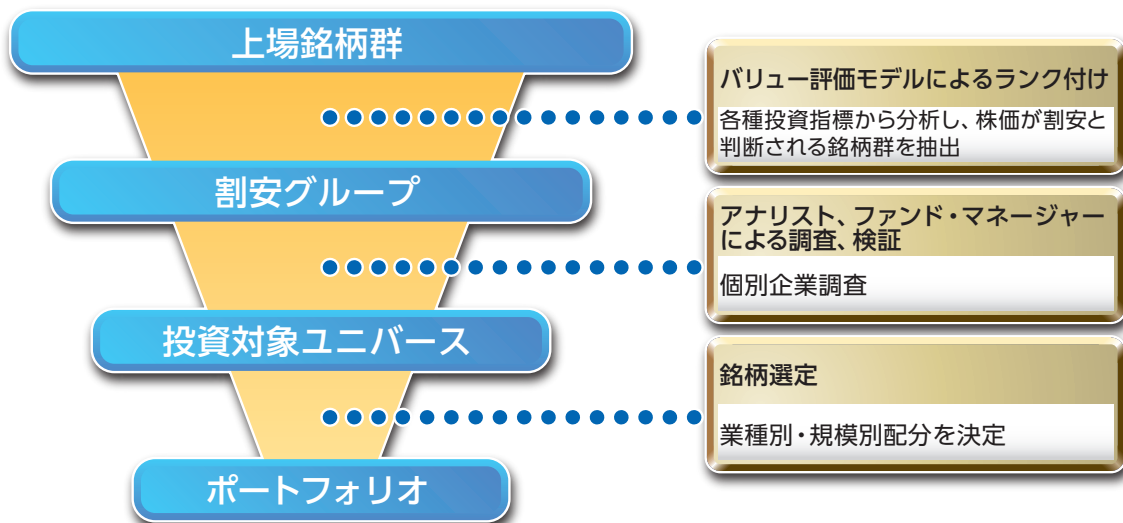 上場銘柄群
バリュー評価モデルによるランク付け
各種投資指標から分析し、株価が割安と
判断される銘柄群を抽出
割安グループ
アナリスト、ファンド・マネージャー
による調査、検証
個別企業調査
投資対象ユニバース
銘柄選定
業種別・規模別配分を決定
ポートフォリオ